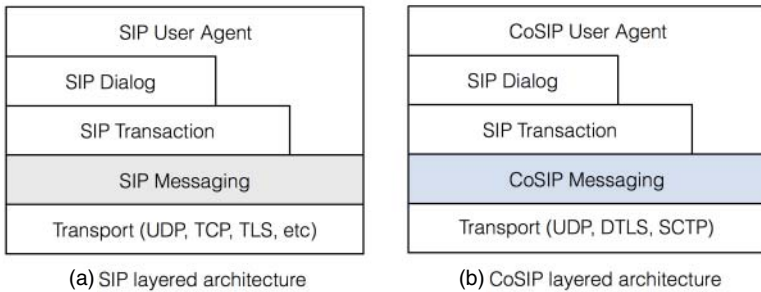 SIP User Agent
SIP Dialog
SIP Transaction
SIP Messaging
Transport (UDP, TCP, TLS, etc)
(a) SIP layered architecture
CoSIP User Agent
SIP Dialog
SIP Transaction
CoSIP Messaging
Transport (UDP, DTLS, SCTP)
(b) CoSIP layered architecture